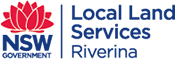 NSW
GOVERNMENT
Local Land
Services
Riverina